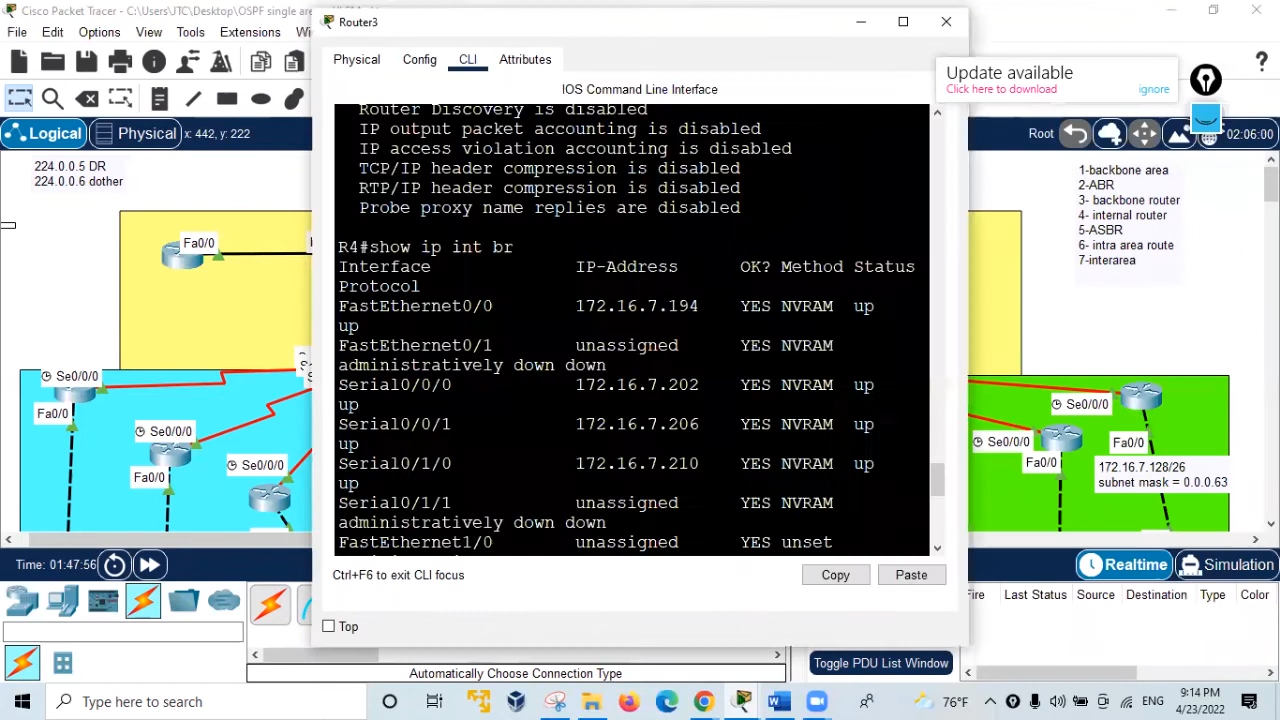 Cisco Packet Tracer - C:\Users\JTC\Desktop\OSPF single are
Router3
File Edit Options View Tools Extensions Wi
Physical Config CLI Attributes
IOS Command Line Interface
Update available
Click here to download ignore
Logical Physical x: 442, y: 222
Root 02:06:00
224.0.0.5 DR
224.0.0.6 dother
1-backbone area
2-ABR
3- backbone router
4- internal router
5-ASBR
6- intra area route
7-interarea
Router Discovery is disabled
IP output packet accounting is disabled
IP access violation accounting is disabled
TCP/IP header compression is disabled
RTP/IP header compression is disabled
Probe proxy name replies are disabled
R4#show ip int br
Interface IP-Address OK? Method Status
Protocol
FastEthernet0/0 172.16.7.194 YES NVRAM up
up
FastEthernet0/1 unassigned YES NVRAM
administratively down down
Serial0/0/0 172.16.7.202 YES NVRAM up
up
Serial0/0/1 172.16.7.206 YES NVRAM up
up
Serial0/1/0 172.16.7.210 YES NVRAM up
up
Serial0/1/1 unassigned YES NVRAM
administratively down down
FastEthernet1/0 unassigned YES unset
Fa0/0
Se0/0/0
Fa0/0
Se0/0/0
Fa0/0
Se0/0/0
Se0/0/0
Se0/0/0
Fa0/0
Fa0/0
172.16.7.128/26
subnet mask = 0.0.0.63
Ctrl+F6 to exit CLI focus Copy Paste
Top
Time: 01:47:56
Realtime Simulation
Fire Last Status Source Destination Type Color
Automatically Choose Connection Type
Toggle PDU List Window
Type here to search
76°F
ENG
9:14 PM
4/23/2022